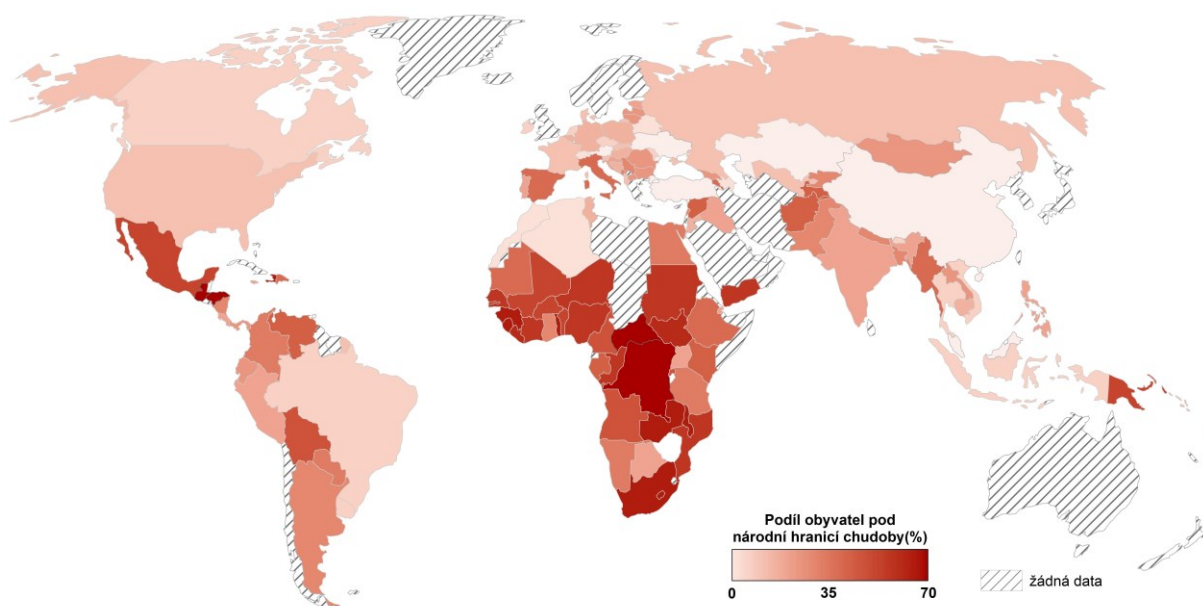 Podíl obyvatel pod
národní hranicí chudoby(%)
0 35 70
žádná data